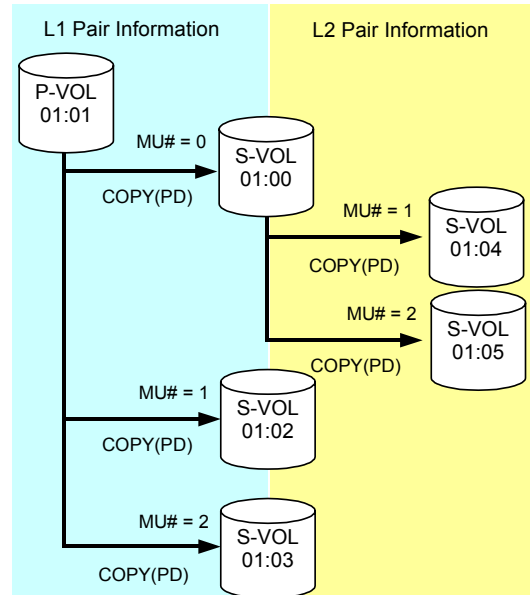 L1 Pair Information
L2 Pair Information
P-VOL
01:01
MU# = 0
COPY(PD)
S-VOL
01:00
MU# = 1
COPY(PD)
S-VOL
01:04
MU# = 2
COPY(PD)
S-VOL
01:05
MU# = 1
COPY(PD)
S-VOL
01:02
MU# = 2
COPY(PD)
S-VOL
01:03